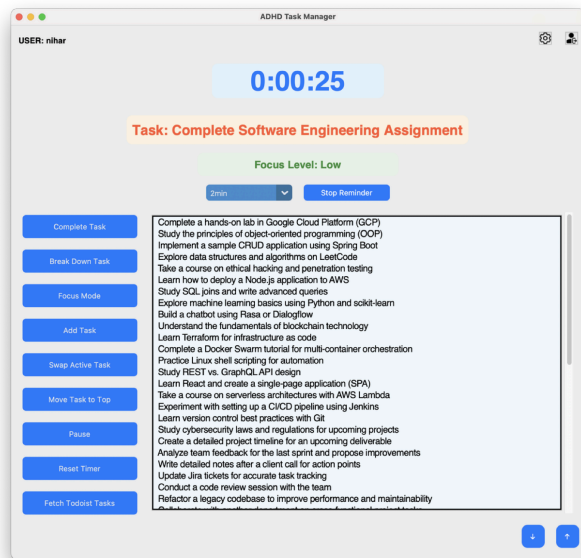 ADHD Task Manager
USER: nihar
0:00:25
Task: Complete Software Engineering Assignment
Focus Level: Low
2min
Stop Reminder
Complete Task
Break Down Task
Focus Mode
Add Task
Swap Active Task
Move Task to Top
Pause
Reset Timer
Fetch Todoist Tasks
Complete a hands-on lab in Google Cloud Platform (GCP)
Study the principles of object-oriented programming (OOP)
Implement a sample CRUD application using Spring Boot
Explore data structures and algorithms on LeetCode
Take a course on ethical hacking and penetration testing
Learn how to deploy a Node.js application to AWS
Study SQL joins and write advanced queries
Explore machine learning basics using Python and scikit-learn
Build a chatbot using Rasa or Dialogflow
Understand the fundamentals of blockchain technology
Learn Terraform for infrastructure as code
Complete a Docker Swarm tutorial for multi-container orchestration
Practice Linux shell scripting for automation
Study REST vs. GraphQL API design
Learn React and create a single-page application (SPA)
Take a course on serverless architectures with AWS Lambda
Experiment with setting up a CI/CD pipeline using Jenkins
Learn version control best practices with Git
Study cybersecurity laws and regulations for upcoming projects
Create a detailed project timeline for an upcoming deliverable
Analyze team feedback for the last sprint and propose improvements
Write detailed notes after a client call for action points
Update Jira tickets for accurate task tracking
Conduct a code review session with the team
Refactor a legacy codebase to improve performance and maintainability